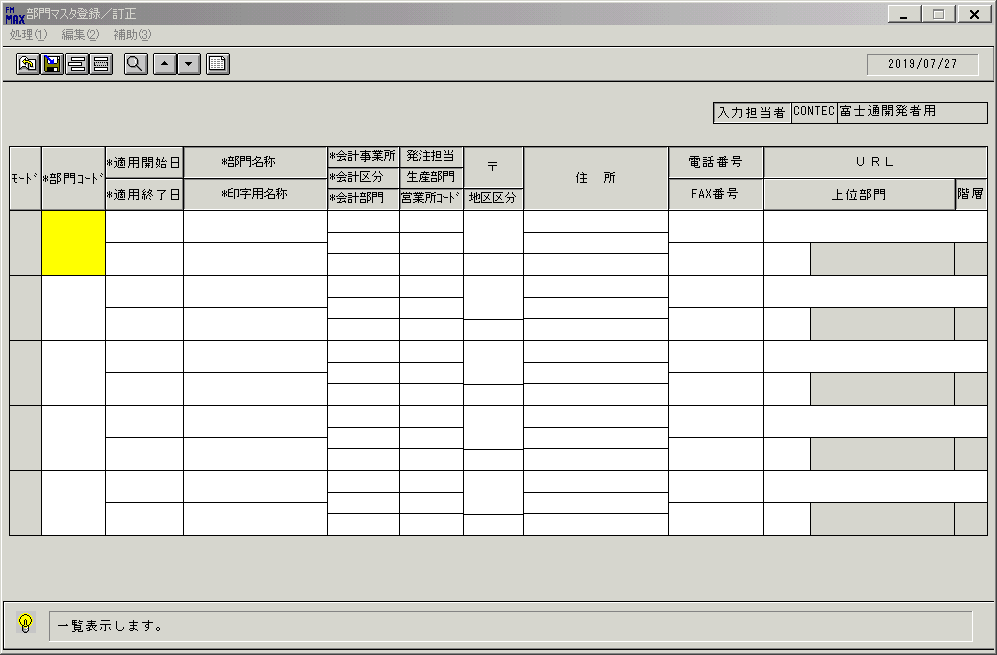 FM MAX 部門マスタ登録／訂正
処理(1) 編集(2) 補助(3)
2019/07/27
入力担当者 CONTEC 富士通開発者用
ﾓｰﾄﾞ *部門ｺｰﾄﾞ *適用開始日 *部門名称 *会計事業所 発注担当 〒 住　所 電話番号 ＵＲＬ
*会計区分 生産部門
*適用終了日 *印字用名称 *会計部門 営業所ｺｰﾄﾞ 地区区分 FAX番号 上位部門 階層
一覧表示します。